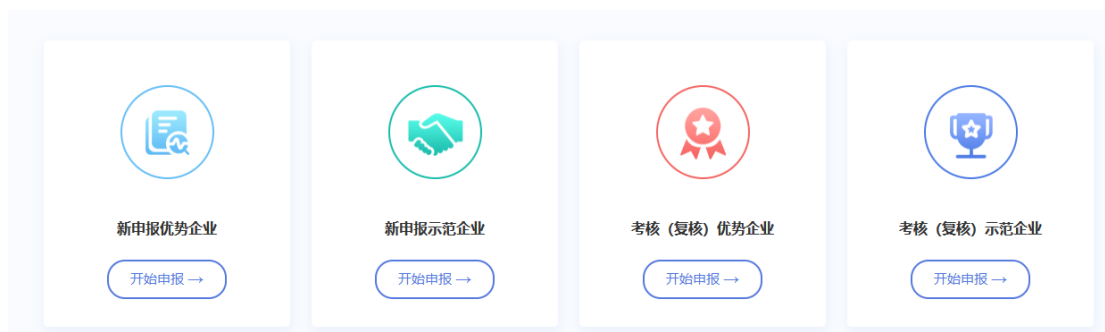 新申报优势企业
新申报示范企业
考核（复核）优势企业
考核（复核）示范企业
开始申报 →
开始申报 →
开始申报 →
开始申报 →